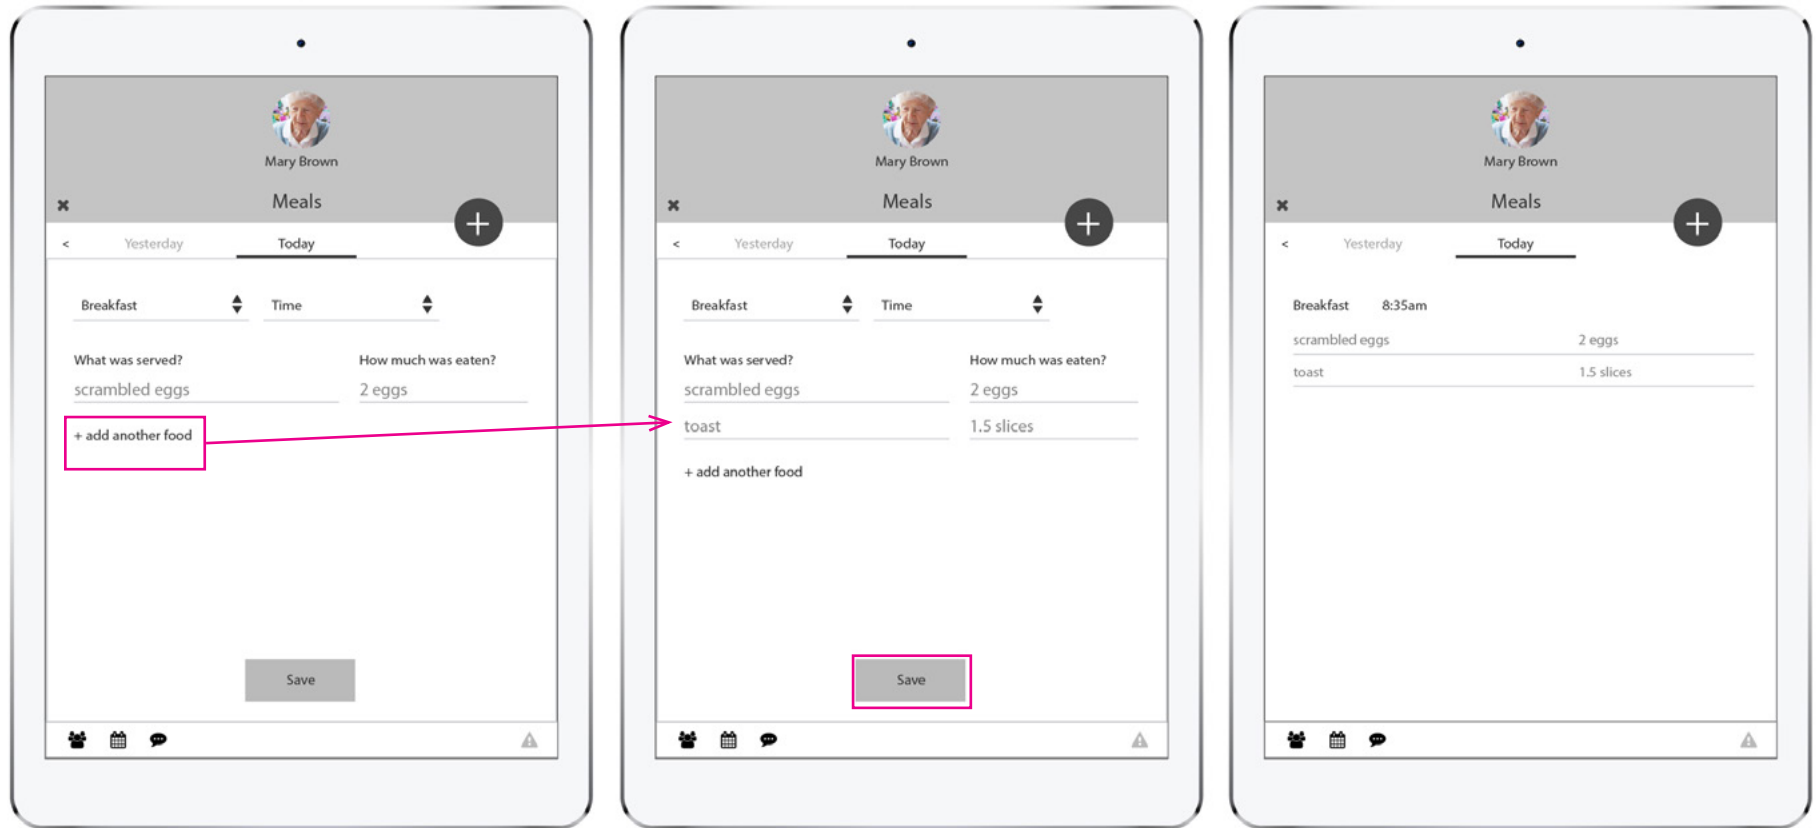 Mary Brown
Meals
Yesterday Today
Breakfast Time
What was served? How much was eaten?
scrambled eggs 2 eggs
+ add another food
Save
Mary Brown
Meals
Yesterday Today
Breakfast Time
What was served? How much was eaten?
scrambled eggs 2 eggs
toast 1.5 slices
+ add another food
Save
Mary Brown
Meals
Yesterday Today
Breakfast 8:35am
scrambled eggs 2 eggs
toast 1.5 slices